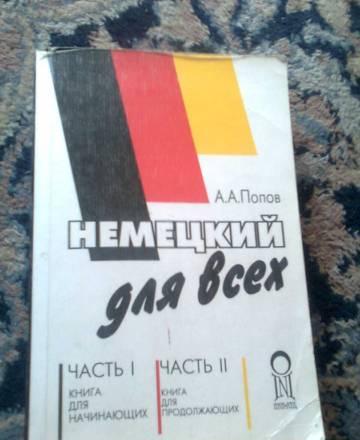 А.А.Попов
НЕМЕЦКИЙ
для всех
ЧАСТЬ I
КНИГА
ДЛЯ
НАЧИНАЮЩИХ
ЧАСТЬ II
КНИГА
ДЛЯ
ПРОДОЛЖАЮЩИХ